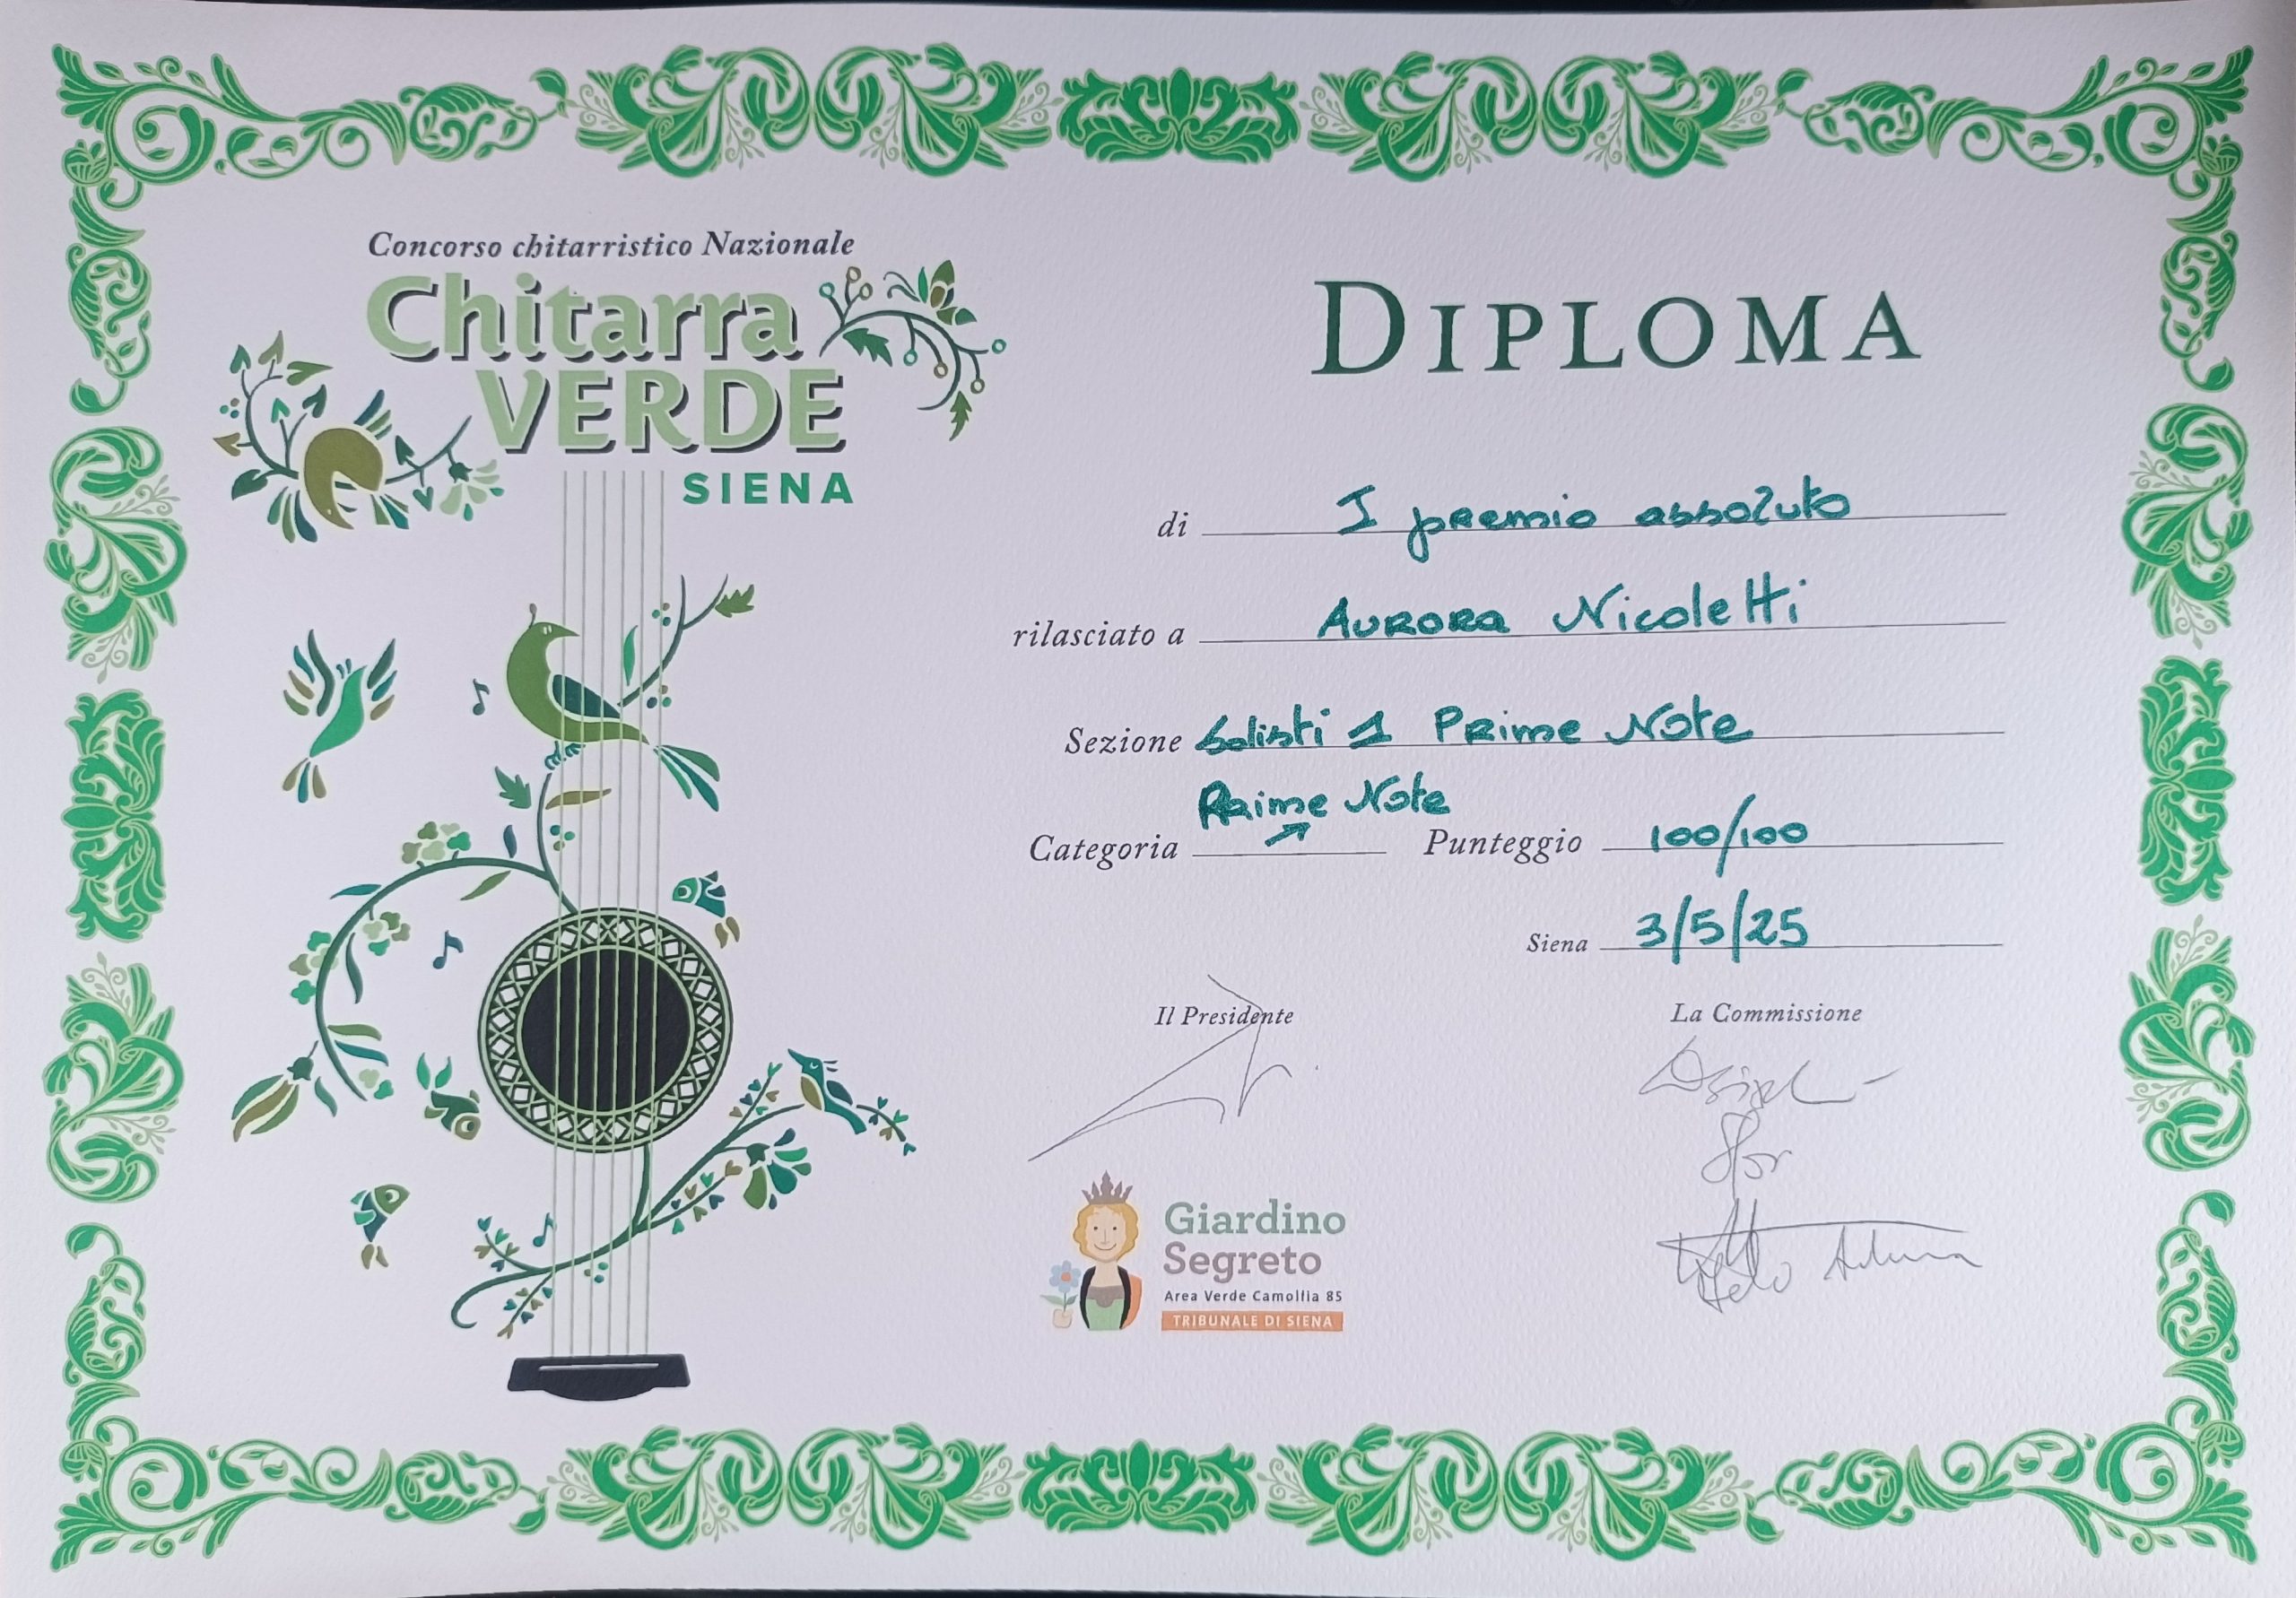 Concorso chitarristico Nazionale
Chitarra
VERDE
SIENA
DIPLOMA
di I premio assoluto
rilasciato a Aurora Nicoletti
Sezione Solisti 1 Prime Note
Prime Note
Categoria Punteggio 100/100
Siena 3/5/25
Il Presidente La Commissione
Giardino
Segreto
Area Verde Camollia 85
TRIBUNALE DI SIENA